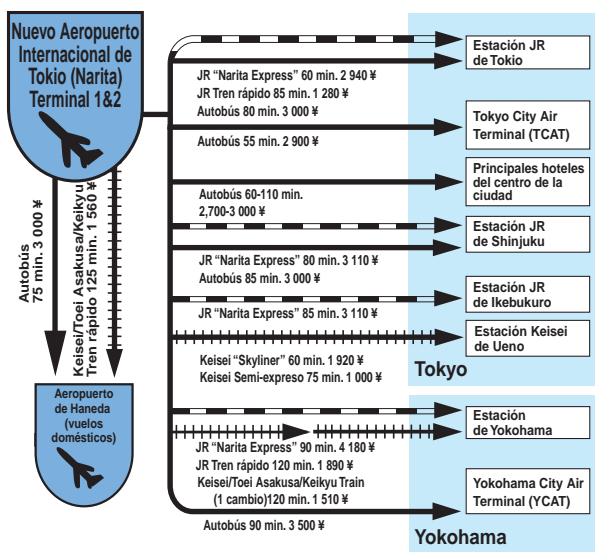 Nuevo Aeropuerto
Internacional de
Tokio (Narita)
Terminal 1&2
Estación JR
de Tokio
JR “Narita Express” 60 min. 2 940 ¥
JR Tren rápido 85 min. 1 280 ¥
Autobús 80 min. 3 000 ¥
Tokyo City Air
Terminal (TCAT)
Autobús 55 min. 2 900 ¥
Principales hoteles
del centro de la
ciudad
Autobús 60-110 min.
2,700-3 000 ¥
Estación JR
de Shinjuku
JR “Narita Express” 80 min. 3 110 ¥
Autobús 85 min. 3 000 ¥
Estación JR
de Ikebukuro
JR “Narita Express” 85 min. 3 110 ¥
Estación Keisei
de Ueno
Keisei “Skyliner” 60 min. 1 920 ¥
Keisei Semi-expreso 75 min. 1 000 ¥
Tokyo
Autobús
75 min. 3 000 ¥
Keisei/Toei Asakusa/Keikyu
Tren rápido 125 min. 1 560 ¥
Aeropuerto
de Haneda
(vuelos
domésticos)
Estación
de Yokohama
JR “Narita Express” 90 min. 4 180 ¥
JR Tren rápido 120 min. 1 890 ¥
Keisei/Toei Asakusa/Keikyu Train
(1 cambio)120 min. 1 510 ¥
Yokohama City Air
Terminal (YCAT)
Autobús 90 min. 3 500 ¥
Yokohama